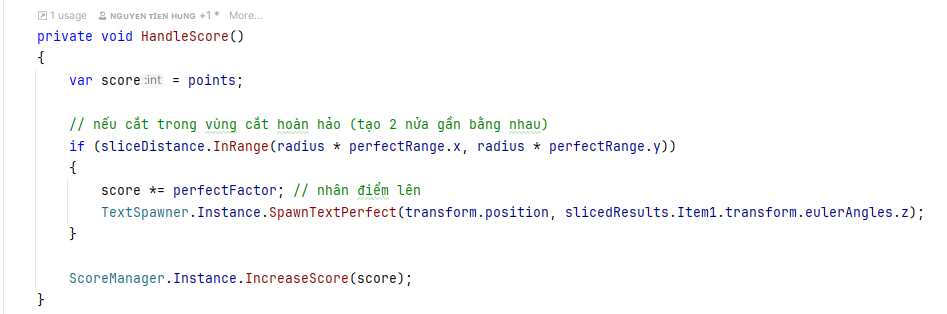 1 usage NGUYEN TIEN HUNG +1 * More...
private void HandleScore()
{
var score:int = points;
// nếu cắt trong vùng cắt hoàn hảo (tạo 2 nửa gần bằng nhau)
if (sliceDistance.InRange(radius * perfectRange.x, radius * perfectRange.y))
{
score *= perfectFactor; // nhân điểm lên
TextSpawner.Instance.SpawnTextPerfect(transform.position, slicedResults.Item1.transform.eulerAngles.z);
}
ScoreManager.Instance.IncreaseScore(score);
}